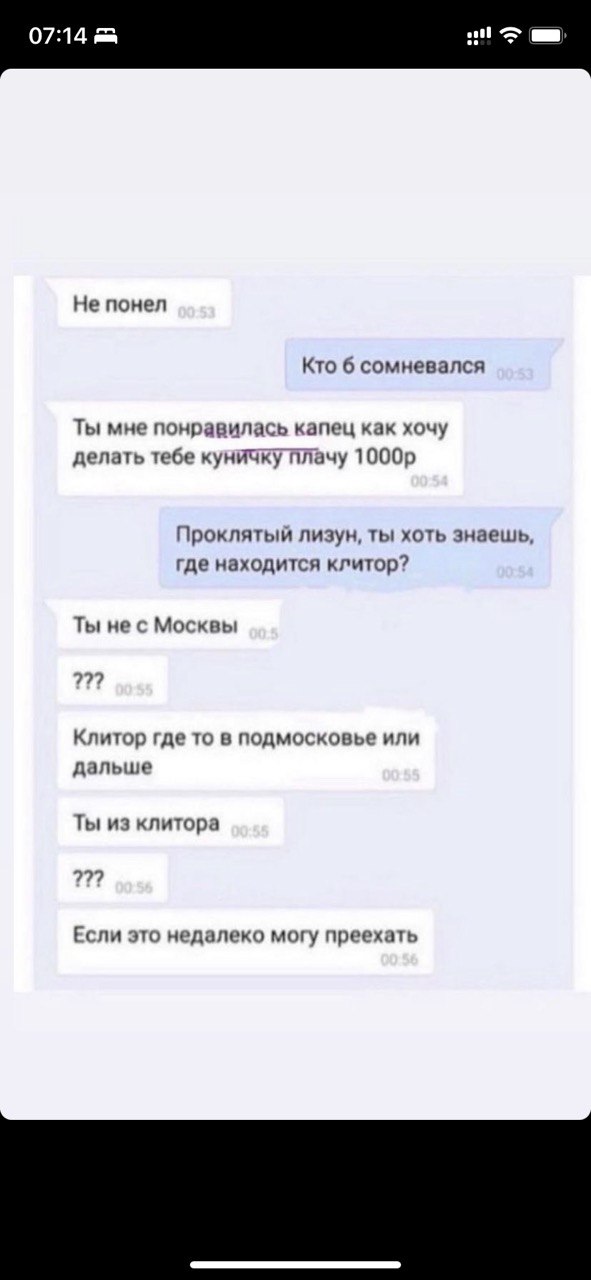 07:14
Не понел 00:53
Кто б сомневался 00:53
Ты мне понравилась капец как хочу
делать тебе куничку плачу 1000р
00:54
Проклятый лизун, ты хоть знаешь,
где находится клитор? 00:54
Ты не с Москвы 00:5
??? 00:55
Клитор где то в подмосковье или
дальше 00:55
Ты из клитора 00:55
??? 00:56
Если это недалеко могу преехать
00:56